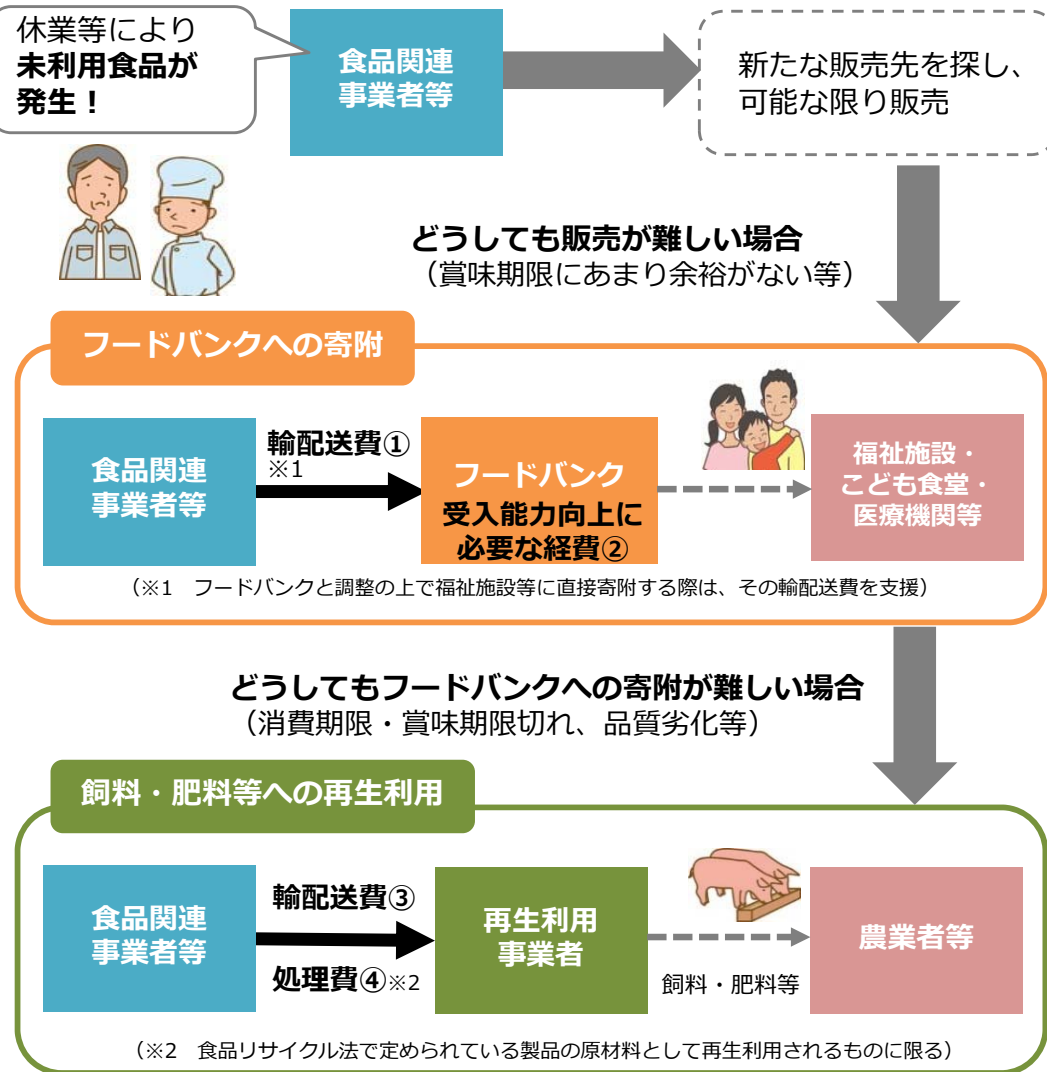 休業等により
未利用食品が
発生！
食品関連
事業者等
新たな販売先を探し、
可能な限り販売
どうしても販売が難しい場合
（賞味期限にあまり余裕がない等）
フードバンクへの寄附
食品関連
事業者等
輸配送費①
※1
フードバンク
受入能力向上に
必要な経費②
福祉施設・
こども食堂・
医療機関等
（※1　フードバンクと調整の上で福祉施設等に直接寄附する際は、その輸配送費を支援）
どうしてもフードバンクへの寄附が難しい場合
（消費期限・賞味期限切れ、品質劣化等）
飼料・肥料等への再生利用
食品関連
事業者等
輸配送費③
処理費④※2
再生利用
事業者
飼料・肥料等
農業者等
（※2　食品リサイクル法で定められている製品の原材料として再生利用されるものに限る）